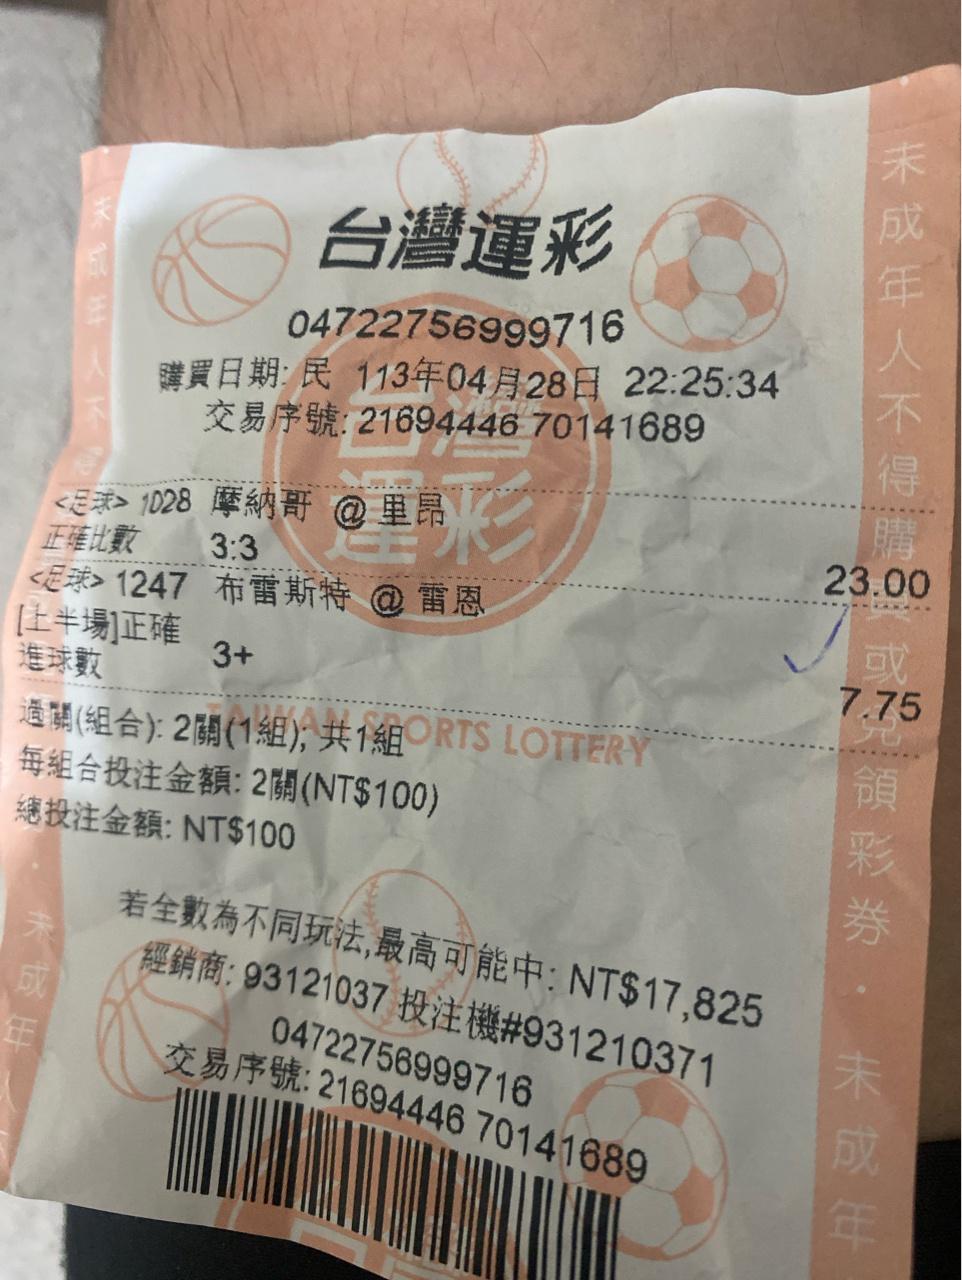 台灣運彩
04722756999716
購買日期: 民 113年04月28日 22:25:34
交易序號: 21694446 70141689
<足球> 1028 摩納哥 @ 里昂
正確比數 3:3 23.00
<足球> 1247 布雷斯特 @ 雷恩
[上半場]正確
進球數 3+ 7.75
過關(組合): 2關(1組); 共1組
每組合投注金額: 2關(NT$100)
總投注金額: NT$100
若全數為不同玩法,最高可能中: NT$17,825
經銷商: 93121037 投注機#931210371
04722756999716
交易序號: 21694446 70141689
台灣
運彩
TAIWAN SPORTS LOTTERY
未成年人不得購買或兌領彩券 · 未成年
未成年人不得
未成年人